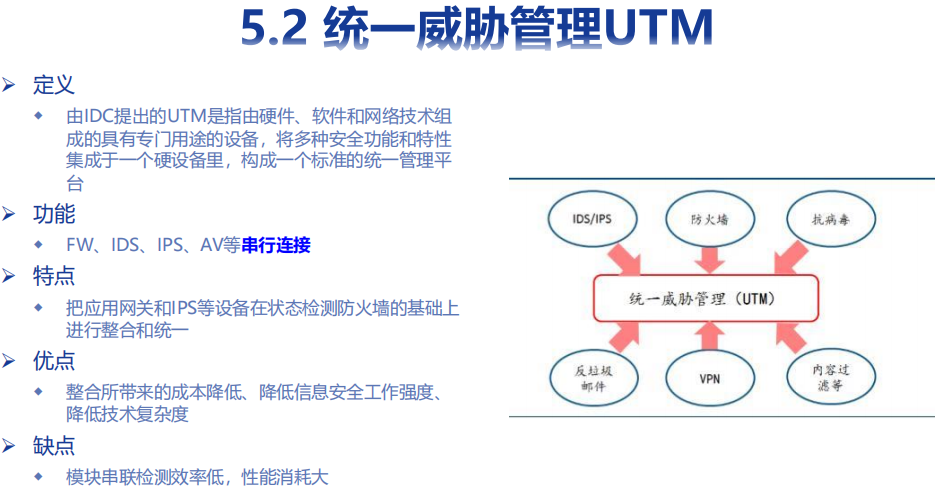 5.2 统一威胁管理UTM
定义
由IDC提出的UTM是指由硬件、软件和网络技术组
成的具有专门用途的设备，将多种安全功能和特性
集成于一个硬设备里，构成一个标准的统一管理平
台
功能
FW、IDS、IPS、AV等串行连接
特点
把应用网关和IPS等设备在状态检测防火墙的基础上
进行整合和统一
优点
整合所带来的成本降低、降低信息安全工作强度、
降低技术复杂度
缺点
模块串联检测效率低，性能消耗大
IDS/IPS
防火墙
抗病毒
统一威胁管理（UTM）
反垃圾
邮件
VPN
内容过
滤等